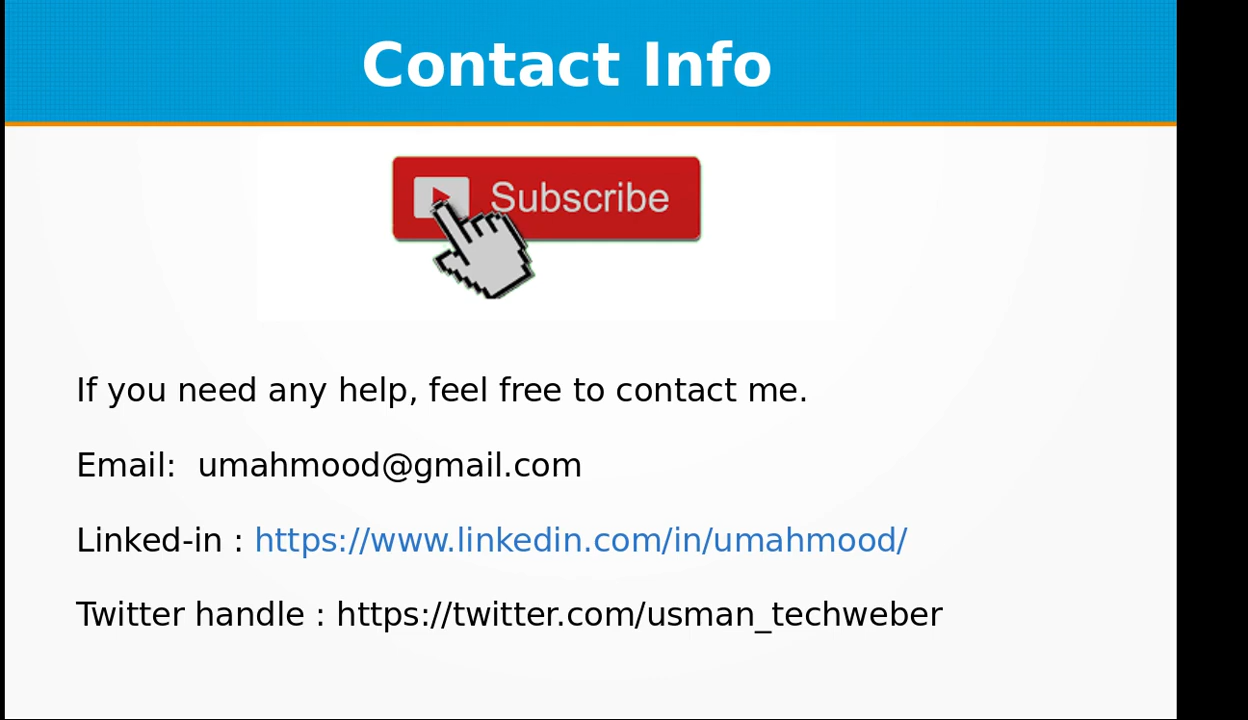 Contact Info
Subscribe
If you need any help, feel free to contact me.
Email:  umahmood@gmail.com
Linked-in : https://www.linkedin.com/in/umahmood/
Twitter handle : https://twitter.com/usman_techweber